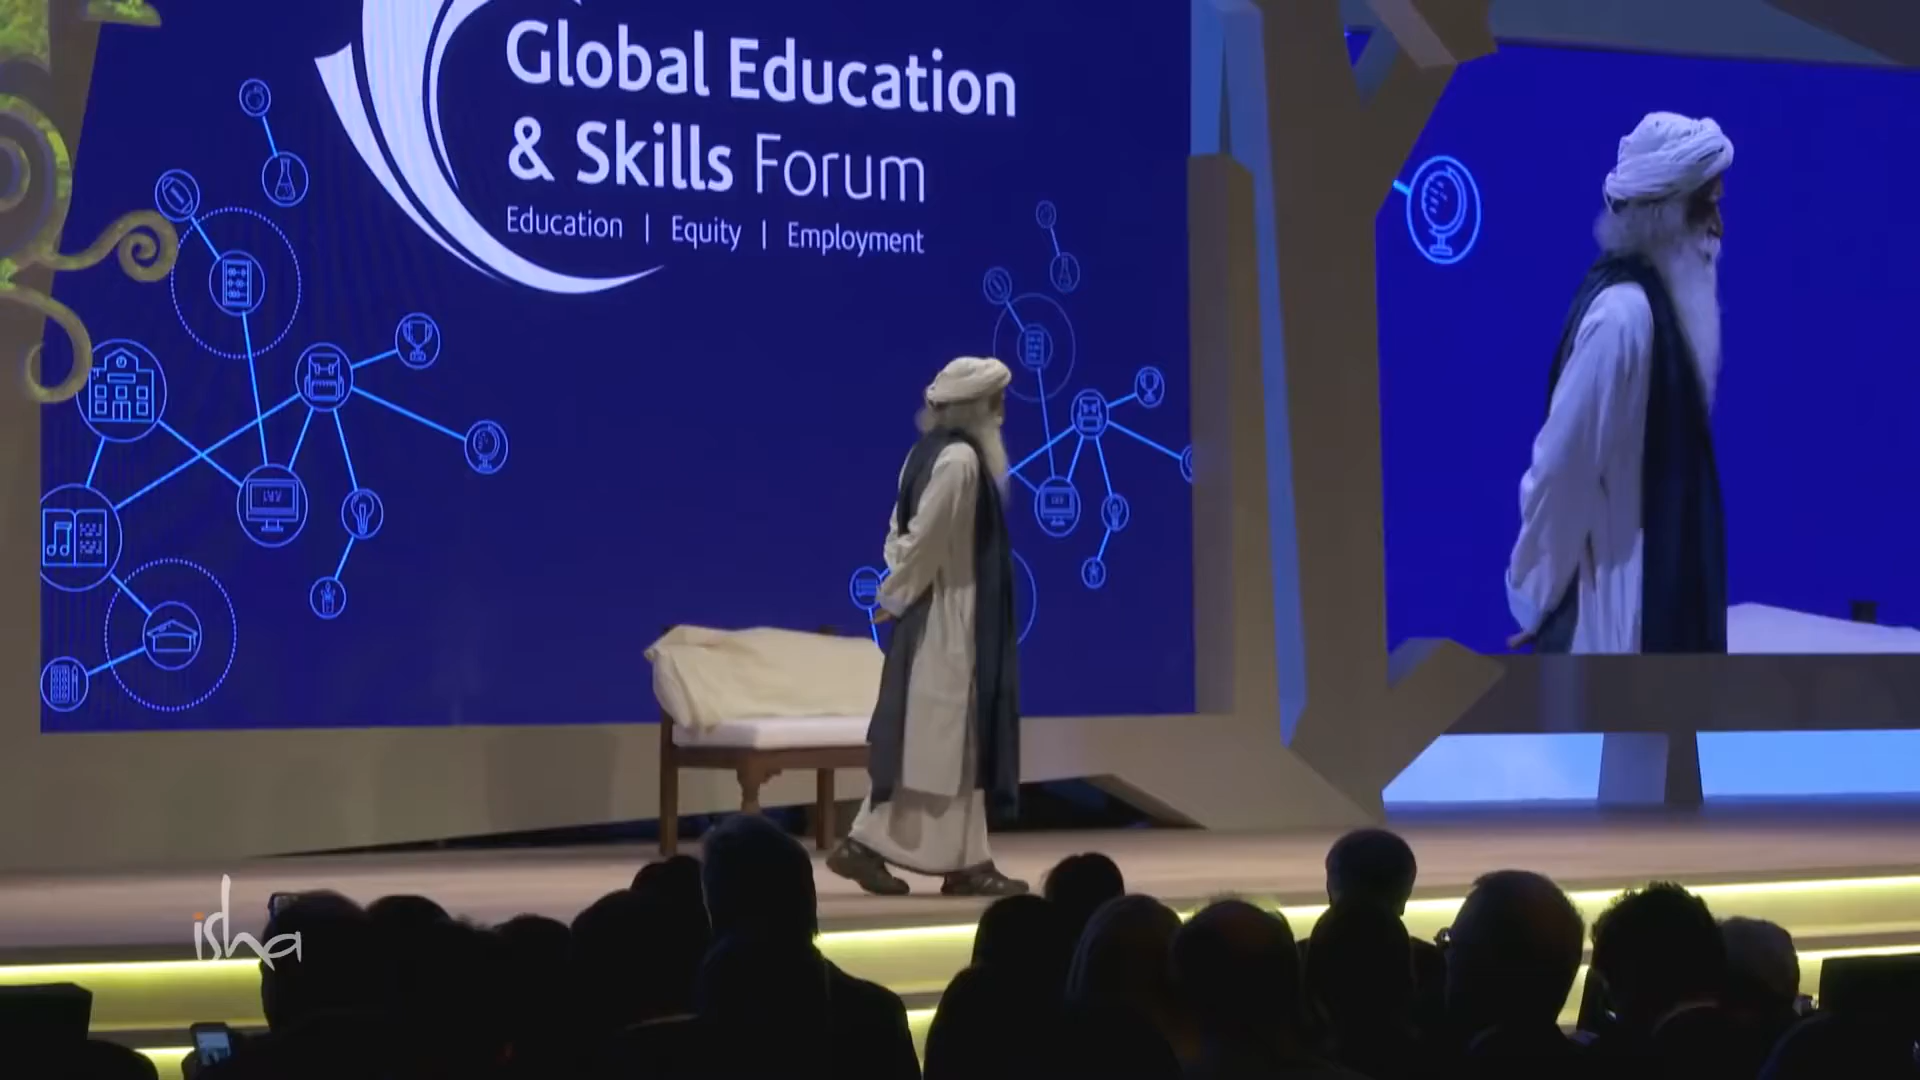 Global Education
& Skills Forum
Education | Equity | Employment
isha